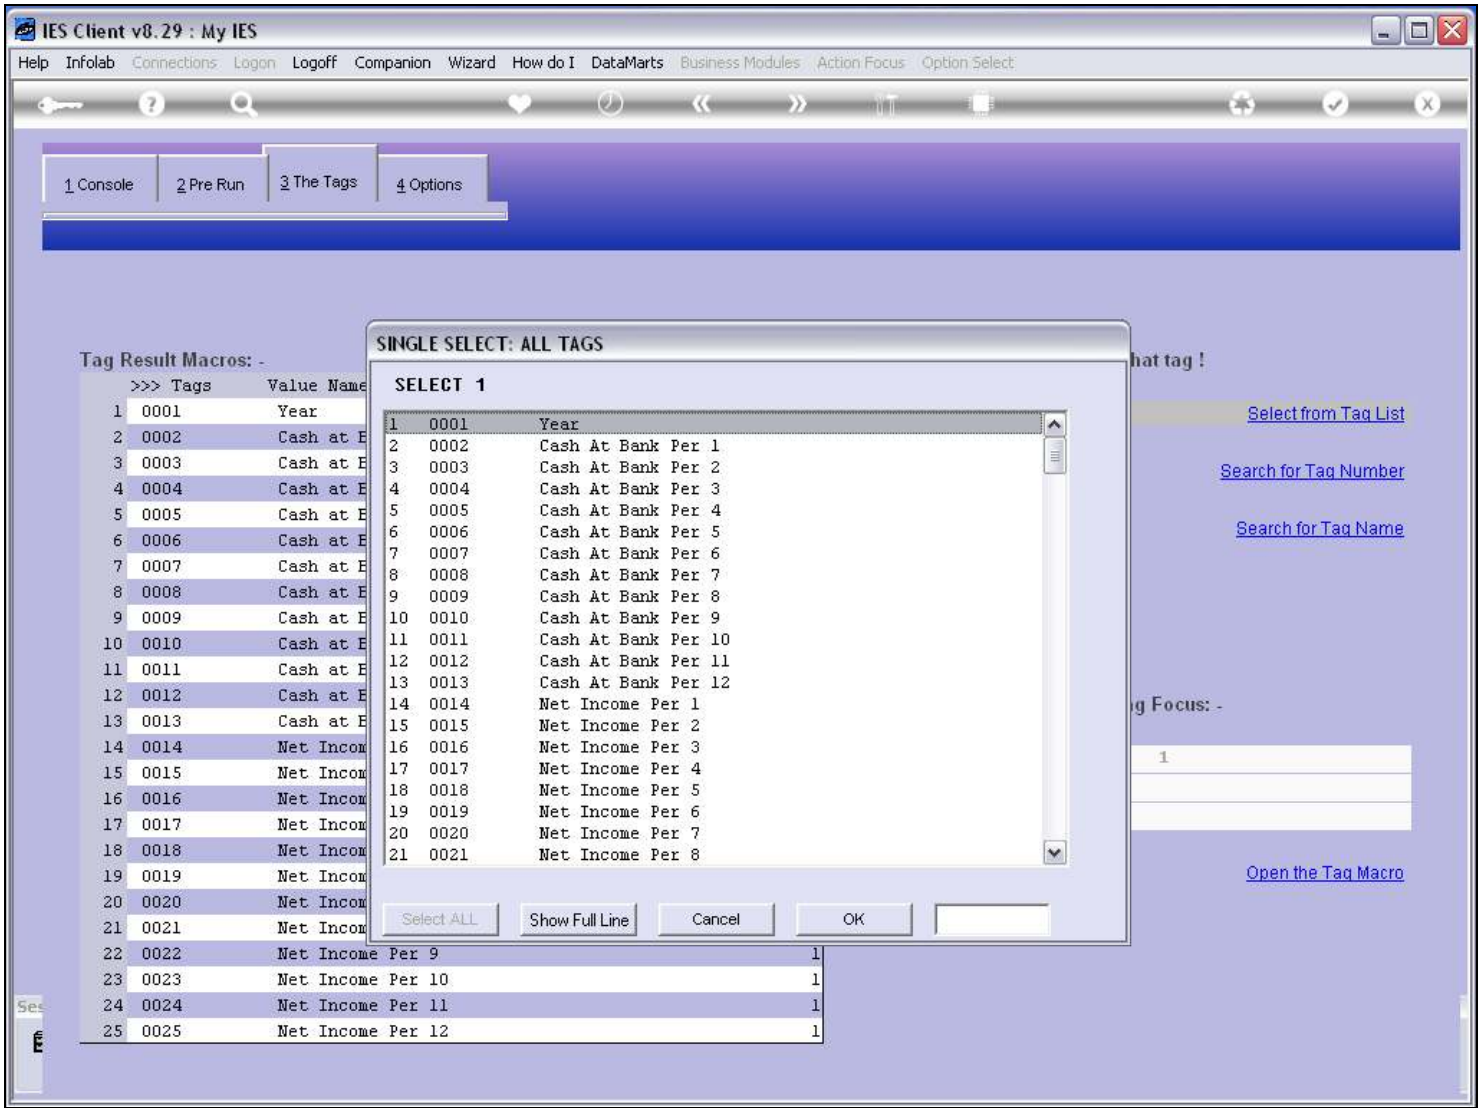 IES Client v8.29 : My IES
Help Infolab Connections Logon Logoff Companion Wizard How do I DataMarts Business Modules Action Focus Option Select
1 Console 2 Pre Run 3 The Tags 4 Options
Tag Result Macros: -
>>> Tags Value Name
1 0001 Year
2 0002 Cash at
3 0003 Cash at
4 0004 Cash at
5 0005 Cash at
6 0006 Cash at
7 0007 Cash at
8 0008 Cash at
9 0009 Cash at
10 0010 Cash at
11 0011 Cash at
12 0012 Cash at
13 0013 Cash at
14 0014 Net
15 0015 Net
16 0016 Net
17 0017 Net
18 0018 Net
19 0019 Net
20 0020 Net
21 0021 Net
22 0022 Net Income Per 9 1
23 0023 Net Income Per 10 1
24 0024 Net Income Per 11 1
25 0025 Net Income Per 12 1
SINGLE SELECT: ALL TAGS
SELECT 1
1 0001 Year
2 0002 Cash At Bank Per 1
3 0003 Cash At Bank Per 2
4 0004 Cash At Bank Per 3
5 0005 Cash At Bank Per 4
6 0006 Cash At Bank Per 5
7 0007 Cash At Bank Per 6
8 0008 Cash At Bank Per 7
9 0009 Cash At Bank Per 8
10 0010 Cash At Bank Per 9
11 0011 Cash At Bank Per 10
12 0012 Cash At Bank Per 11
13 0013 Cash At Bank Per 12
14 0014 Net Income Per 1
15 0015 Net Income Per 2
16 0016 Net Income Per 3
17 0017 Net Income Per 4
18 0018 Net Income Per 5
19 0019 Net Income Per 6
20 0020 Net Income Per 7
21 0021 Net Income Per 8
Select ALL Show Full Line Cancel OK
hat tag !
Select from Tag List
Search for Tag Number
Search for Tag Name
g Focus: -
1
Open the Tag Macro
Ses